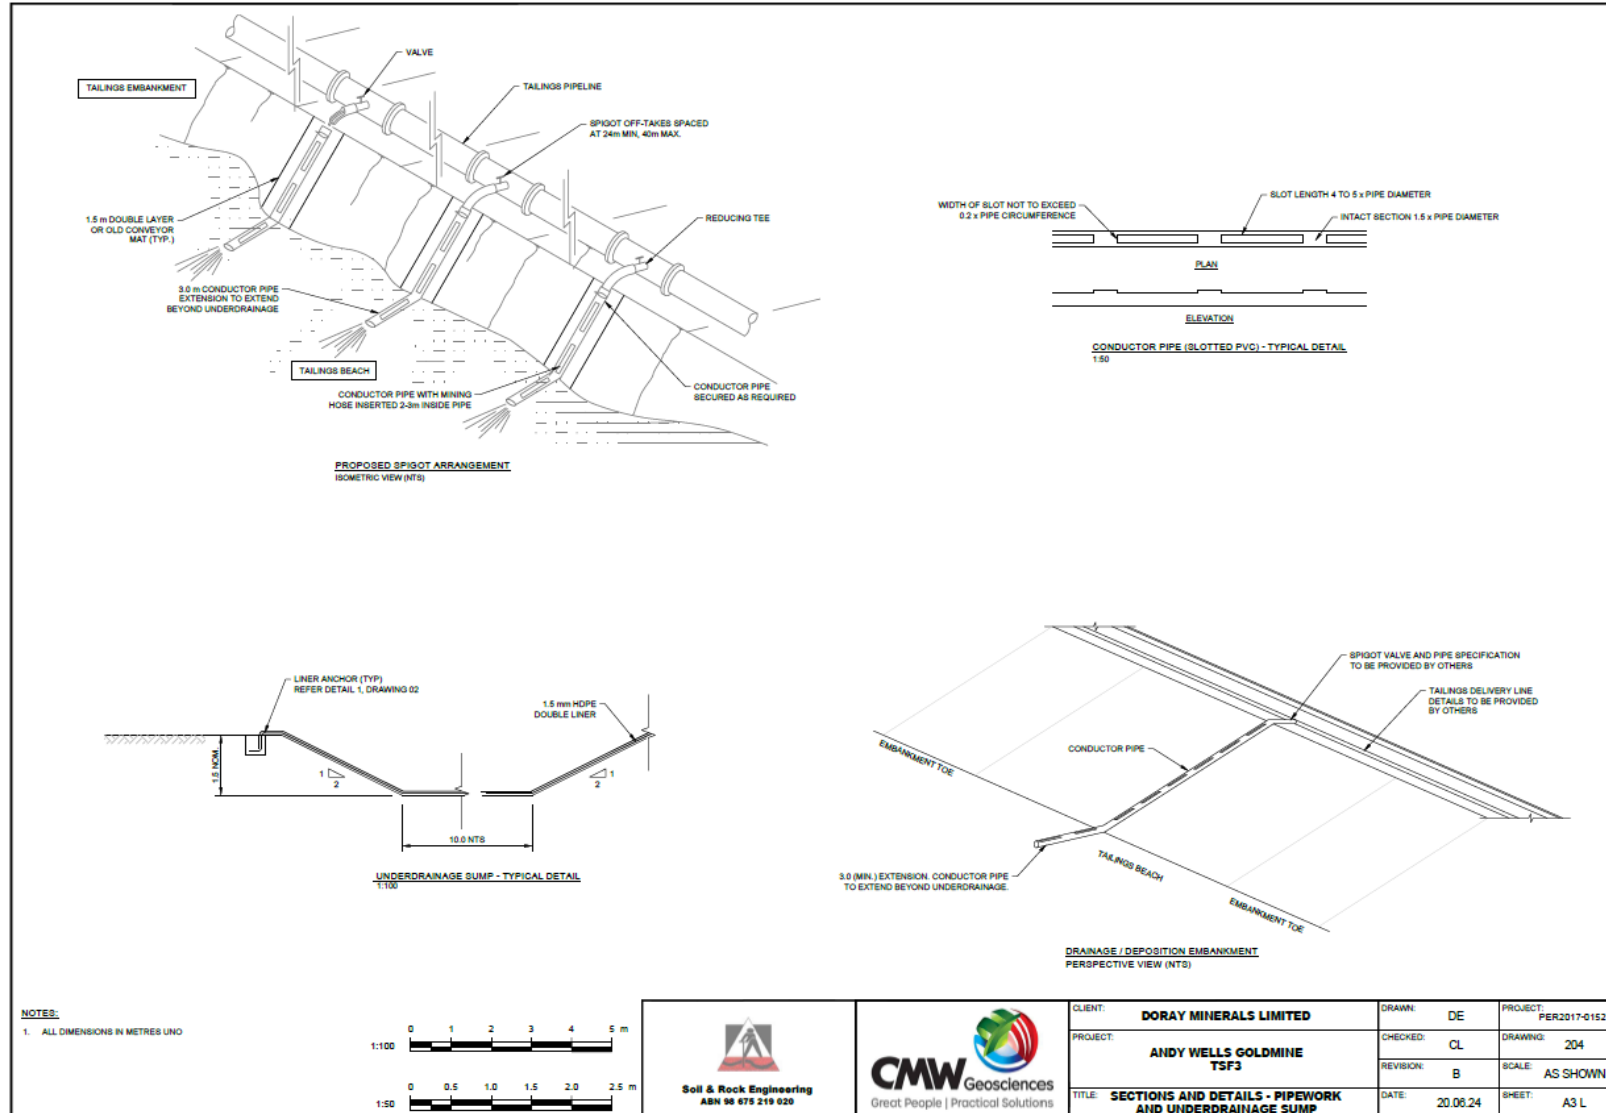 VALVE
TAILINGS EMBANKMENT
TAILINGS PIPELINE
SPIGOT OFF-TAKES SPACED
AT 24m MIN, 40m MAX.
1.5 m DOUBLE LAYER
OR OLD CONVEYOR
MAT (TYP.)
REDUCING TEE
3.0 m CONDUCTOR PIPE
EXTENSION TO EXTEND
BEYOND UNDERDRAINAGE
TAILINGS BEACH
CONDUCTOR PIPE WITH MINING
HOSE INSERTED 2-3m INSIDE PIPE
CONDUCTOR PIPE
SECURED AS REQUIRED
PROPOSED SPIGOT ARRANGEMENT
ISOMETRIC VIEW (NTS)
WIDTH OF SLOT NOT TO EXCEED
0.2 x PIPE CIRCUMFERENCE
SLOT LENGTH 4 TO 5 x PIPE DIAMETER
INTACT SECTION 1.5 x PIPE DIAMETER
PLAN
ELEVATION
CONDUCTOR PIPE (SLOTTED PVC) - TYPICAL DETAIL
1:50
LINER ANCHOR (TYP)
REFER DETAIL 1, DRAWING 02
1.5 mm HDPE
DOUBLE LINER
1.5 NOM.
1
2
1
2
10.0 NTS
UNDERDRAINAGE SUMP - TYPICAL DETAIL
1:100
SPIGOT VALVE AND PIPE SPECIFICATION
TO BE PROVIDED BY OTHERS
TAILINGS DELIVERY LINE
DETAILS TO BE PROVIDED
BY OTHERS
EMBANKMENT TOE
CONDUCTOR PIPE
TAILINGS BEACH
3.0 (MIN.) EXTENSION. CONDUCTOR PIPE
TO EXTEND BEYOND UNDERDRAINAGE.
EMBANKMENT TOE
DRAINAGE / DEPOSITION EMBANKMENT
PERSPECTIVE VIEW (NTS)
NOTES:
1. ALL DIMENSIONS IN METRES UNO
1:100 0 1 2 3 4 5 m
1:50 0 0.5 1.0 1.5 2.0 2.5 m
Soil & Rock Engineering
ABN 98 675 219 020
CMW Geosciences
Great People | Practical Solutions
CLIENT: DORAY MINERALS LIMITED
PROJECT: ANDY WELLS GOLDMINE
TSF3
TITLE: SECTIONS AND DETAILS - PIPEWORK
AND UNDERDRAINAGE SUMP
DRAWN: DE
CHECKED: CL
REVISION: B
DATE: 20.06.24
PROJECT: PER2017-0152
DRAWING: 204
SCALE: AS SHOWN
SHEET: A3 L